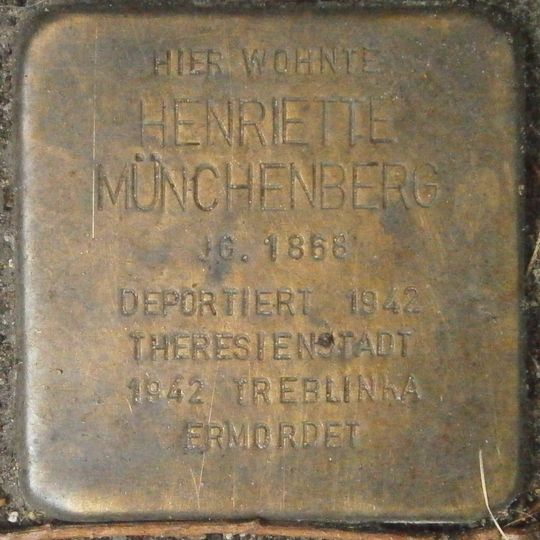 HIER WOHNTE
HENRIETTE
MÜNCHENBERG
JG. 1868
DEPORTIERT 1942
THERESIENSTADT
1942 TREBLINKA
ERMORDET